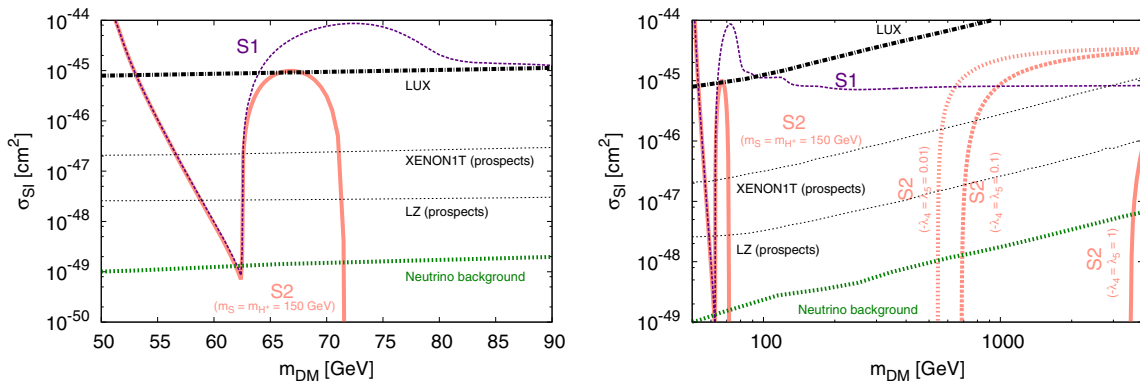 10⁻⁴⁴
10⁻⁴⁵
10⁻⁴⁶
10⁻⁴⁷
10⁻⁴⁸
10⁻⁴⁹
10⁻⁵⁰
σSI [cm²]
S1
LUX
XENON1T (prospects)
LZ (prospects)
Neutrino background
S2
(mS = mH⁺ = 150 GeV)
50 55 60 65 70 75 80 85 90
mDM [GeV]
10⁻⁴⁴
10⁻⁴⁵
10⁻⁴⁶
10⁻⁴⁷
10⁻⁴⁸
10⁻⁴⁹
σSI [cm²]
LUX
S1
S2
(mS = mH⁺ = 150 GeV)
XENON1T (prospects)
LZ (prospects)
S2
(-λ4 = λ5 = 0.01)
S2
(-λ4 = λ5 = 0.1)
S2
(-λ4 = λ5 = 1)
Neutrino background
100 1000
mDM [GeV]